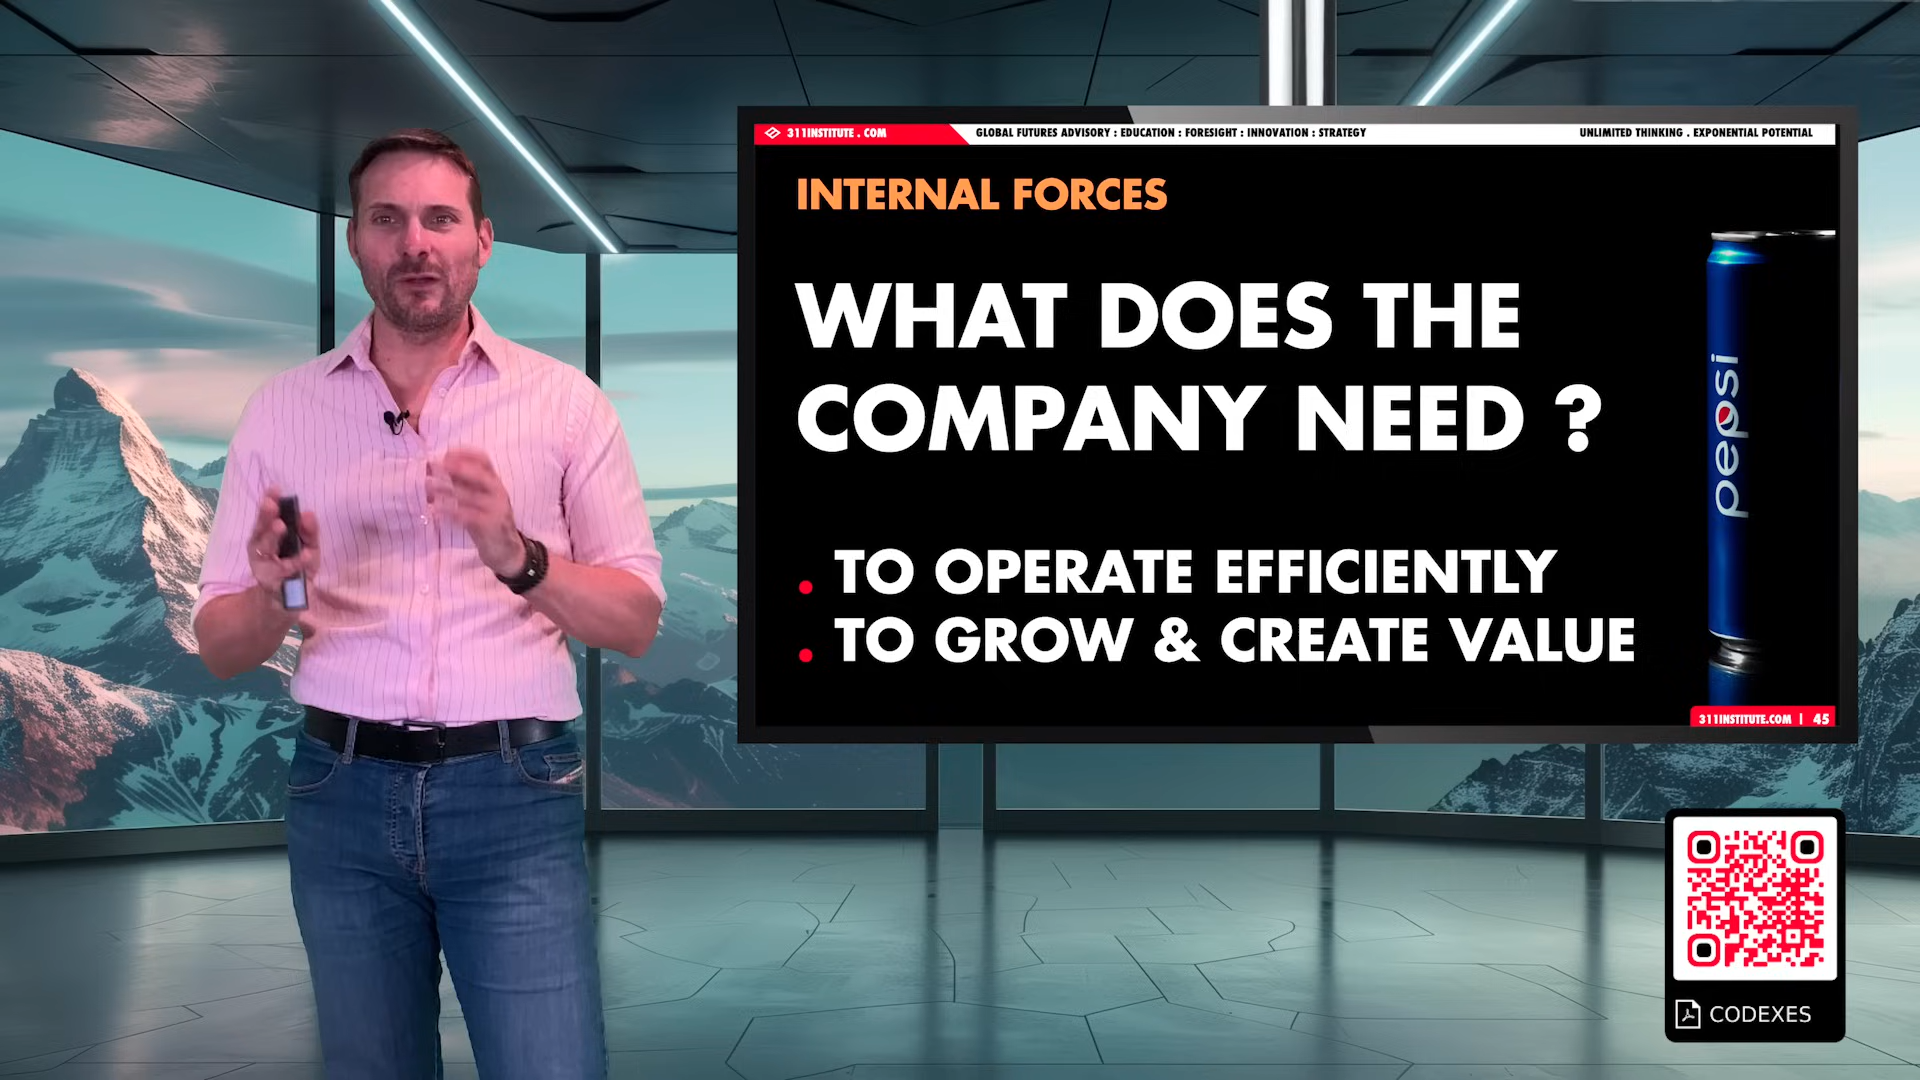 311INSTITUTE . COM
GLOBAL FUTURES ADVISORY : EDUCATION : FORESIGHT : INNOVATION : STRATEGY
UNLIMITED THINKING . EXPONENTIAL POTENTIAL
INTERNAL FORCES
WHAT DOES THE
COMPANY NEED ?
. TO OPERATE EFFICIENTLY
. TO GROW & CREATE VALUE
pepsi
311INSTITUTE.COM | 45
CODEXES